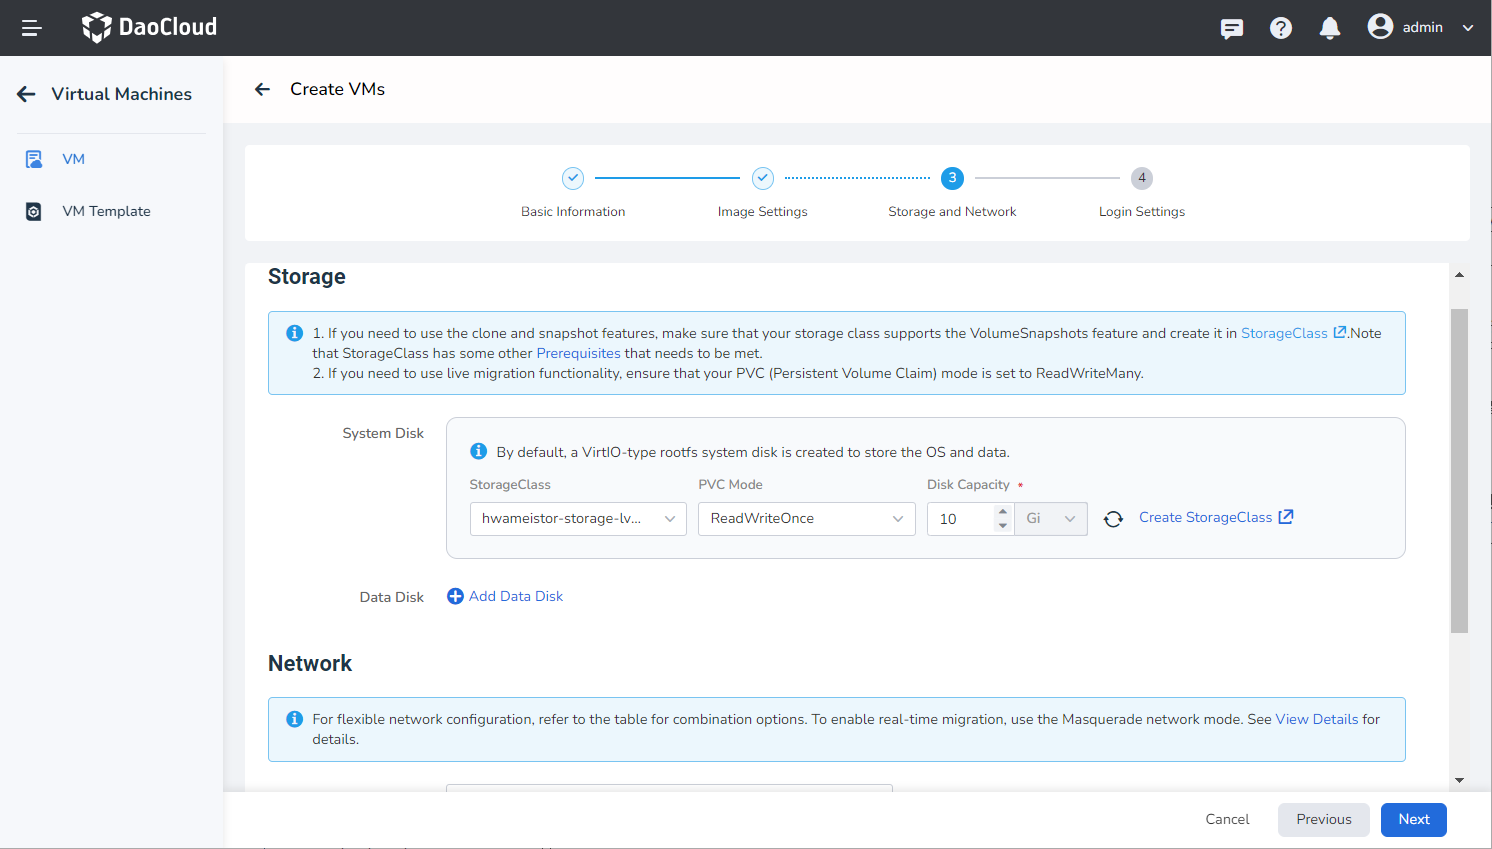 DaoCloud
admin
Virtual Machines
VM
VM Template
Create VMs
3
4
Basic Information
Image Settings
Storage and Network
Login Settings
Storage
1. If you need to use the clone and snapshot features, make sure that your storage class supports the VolumeSnapshots feature and create it in StorageClass .Note
that StorageClass has some other Prerequisites that needs to be met.
2. If you need to use live migration functionality, ensure that your PVC (Persistent Volume Claim) mode is set to ReadWriteMany.
System Disk
By default, a VirtIO-type rootfs system disk is created to store the OS and data.
StorageClass
PVC Mode
Disk Capacity *
hwameistor-storage-lv...
ReadWriteOnce
10
Gi
Create StorageClass
Data Disk
Add Data Disk
Network
For flexible network configuration, refer to the table for combination options. To enable real-time migration, use the Masquerade network mode. See View Details for
details.
Cancel
Previous
Next